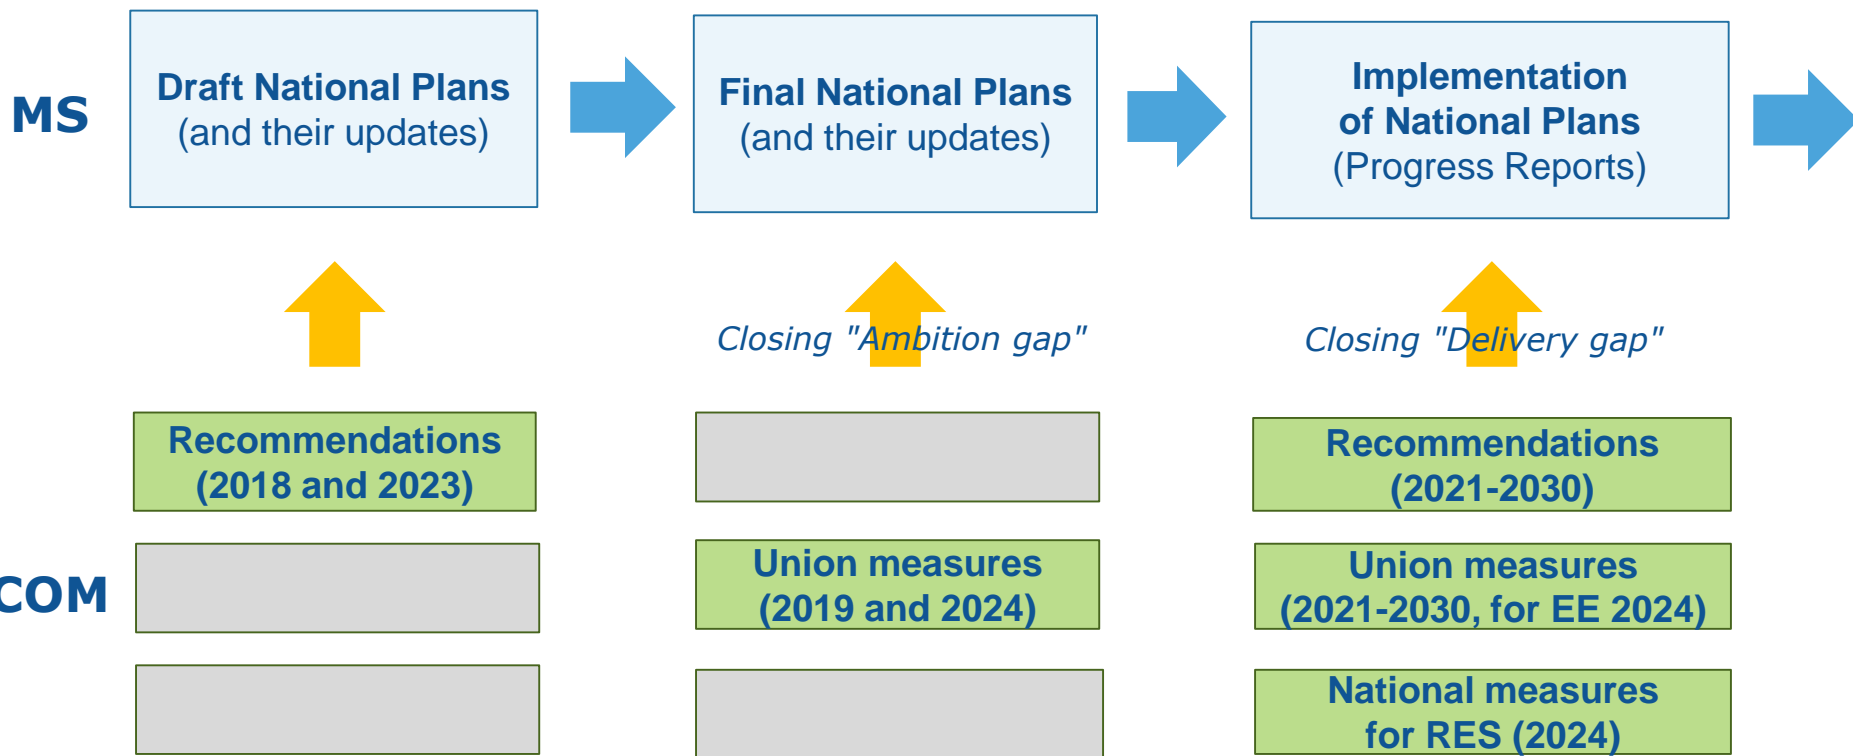 MS
Draft National Plans
(and their updates)
Final National Plans
(and their updates)
Implementation
of National Plans
(Progress Reports)
Closing "Ambition gap"
Closing "Delivery gap"
COM
Recommendations
(2018 and 2023)
Recommendations
(2021-2030)
Union measures
(2019 and 2024)
Union measures
(2021-2030, for EE 2024)
National measures
for RES (2024)